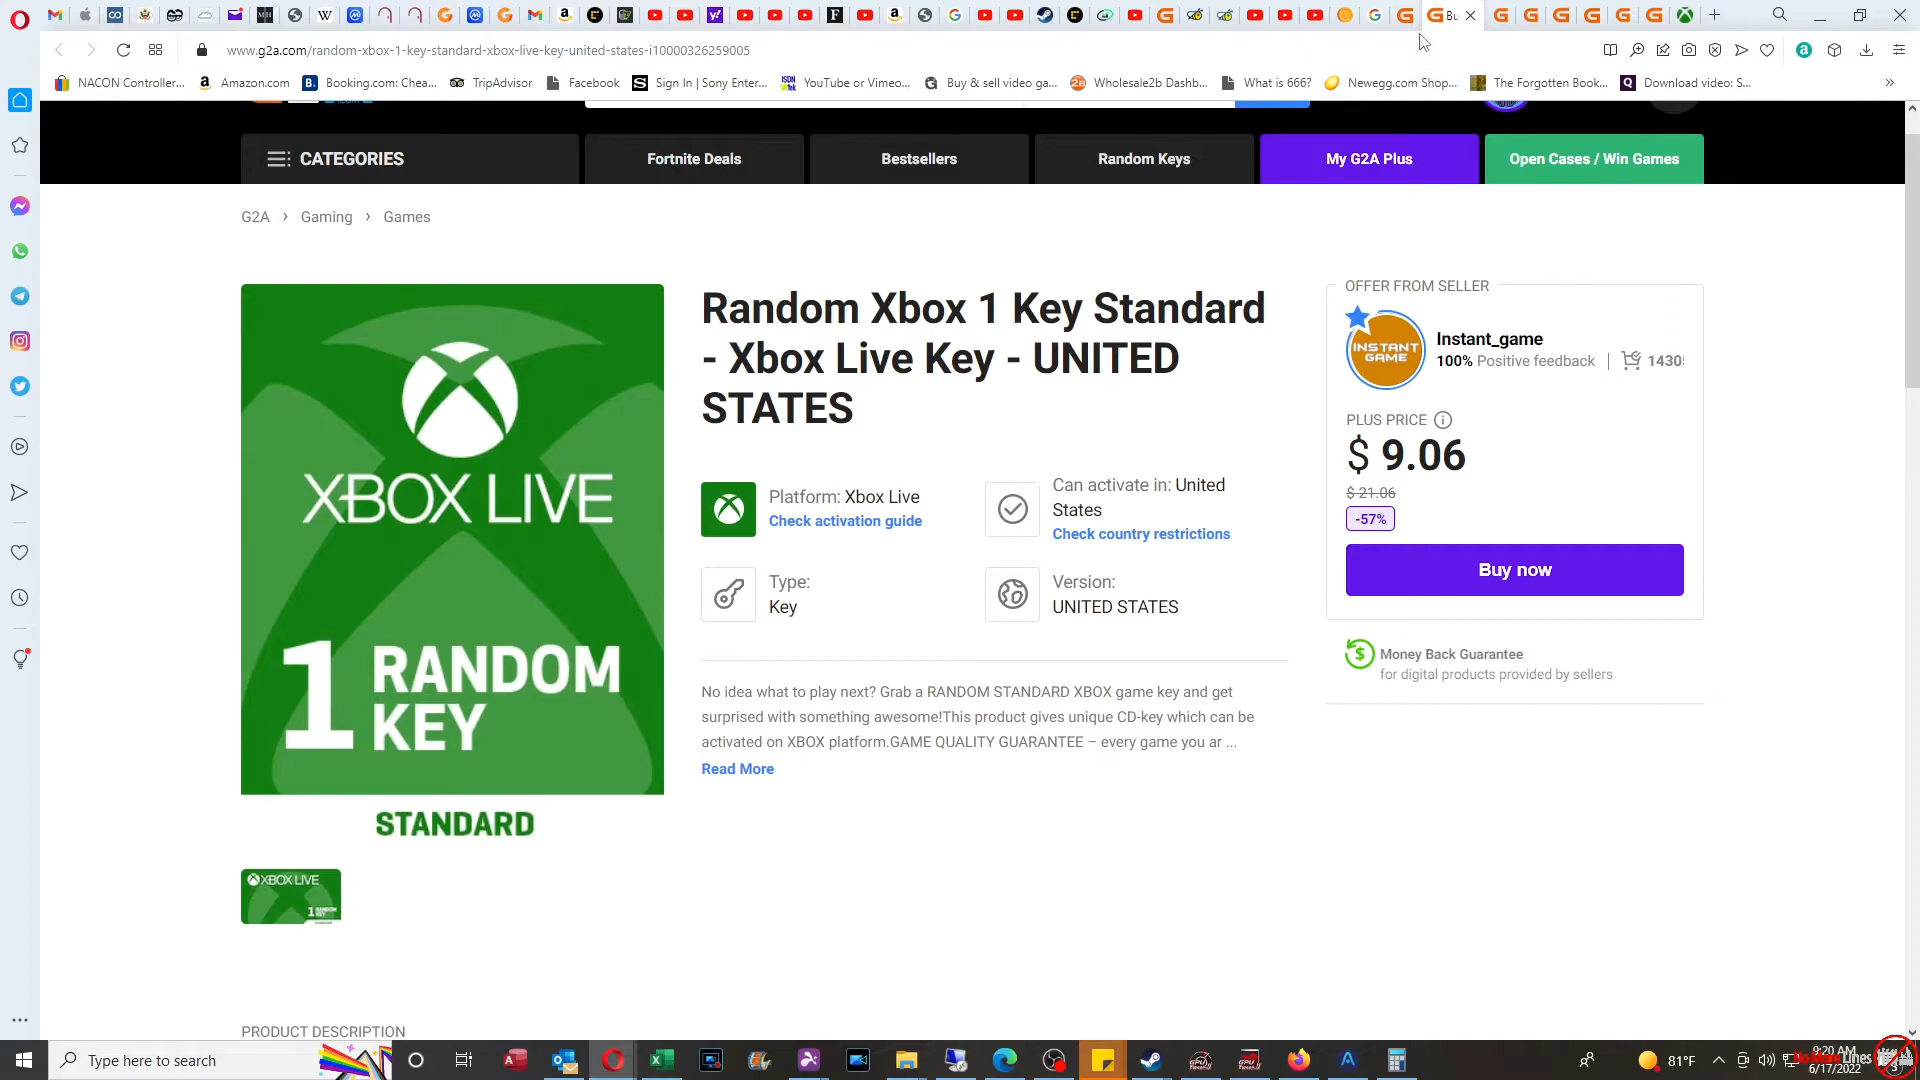 Bu
www.g2a.com/random-xbox-1-key-standard-xbox-live-key-united-states-i10000326259005
NACON Controller...
Amazon.com
Booking.com: Chea...
TripAdvisor
Facebook
Sign In | Sony Enter...
YouTube or Vimeo...
Buy & sell video ga...
Wholesale2b Dashb...
What is 666?
Newegg.com Shop...
The Forgotten Book...
Download video: S...
CATEGORIES
Fortnite Deals
Bestsellers
Random Keys
My G2A Plus
Open Cases / Win Games
G2A › Gaming › Games
XBOX LIVE
1 RANDOM
KEY
STANDARD
Random Xbox 1 Key Standard
- Xbox Live Key - UNITED
STATES
Platform: Xbox Live
Check activation guide
Can activate in: United
States
Check country restrictions
Type:
Key
Version:
UNITED STATES
No idea what to play next? Grab a RANDOM STANDARD XBOX game key and get
surprised with something awesome!This product gives unique CD-key which can be
activated on XBOX platform.GAME QUALITY GUARANTEE – every game you ar ...
Read More
OFFER FROM SELLER
INSTANT
GAME
Instant_game
100% Positive feedback | 1430
PLUS PRICE
$ 9.06
$ 21.06
-57%
Buy now
Money Back Guarantee
for digital products provided by sellers
XBOX LIVE
1 RANDOM
KEY
PRODUCT DESCRIPTION
Type here to search
81°F
9:20 AM
6/17/2022